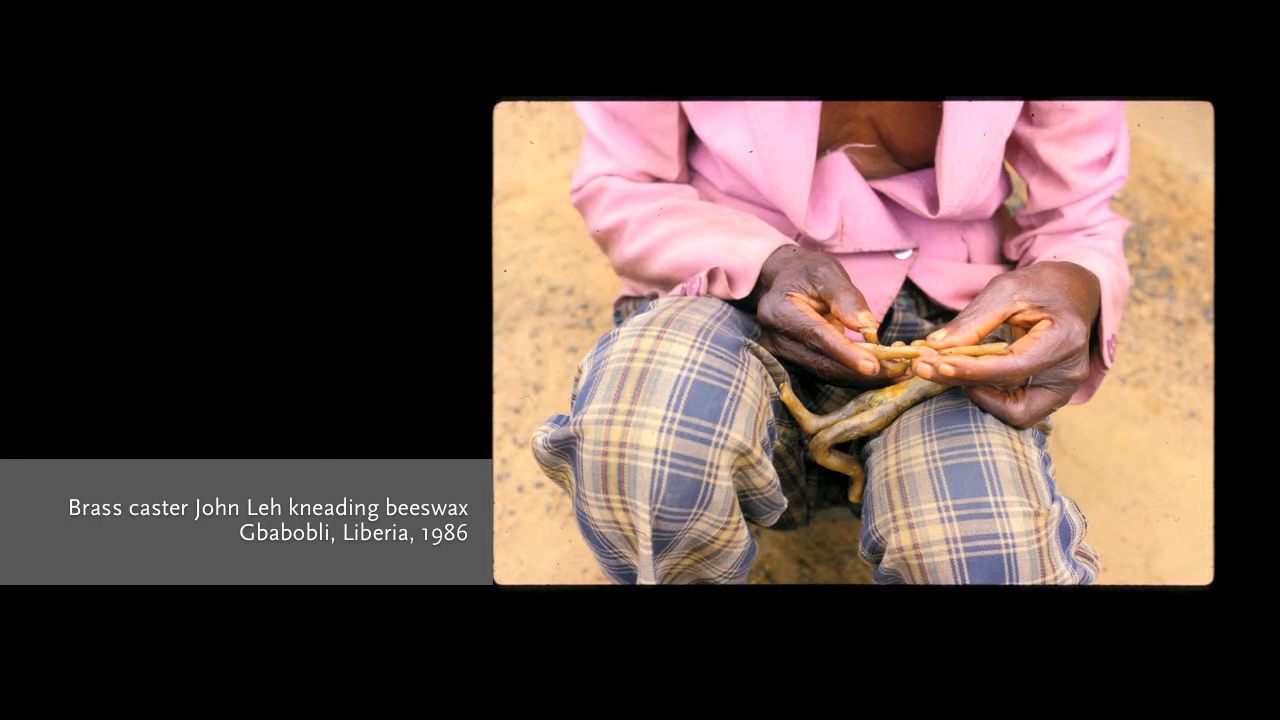 Brass caster John Leh kneading beeswax
Gbabobli, Liberia, 1986